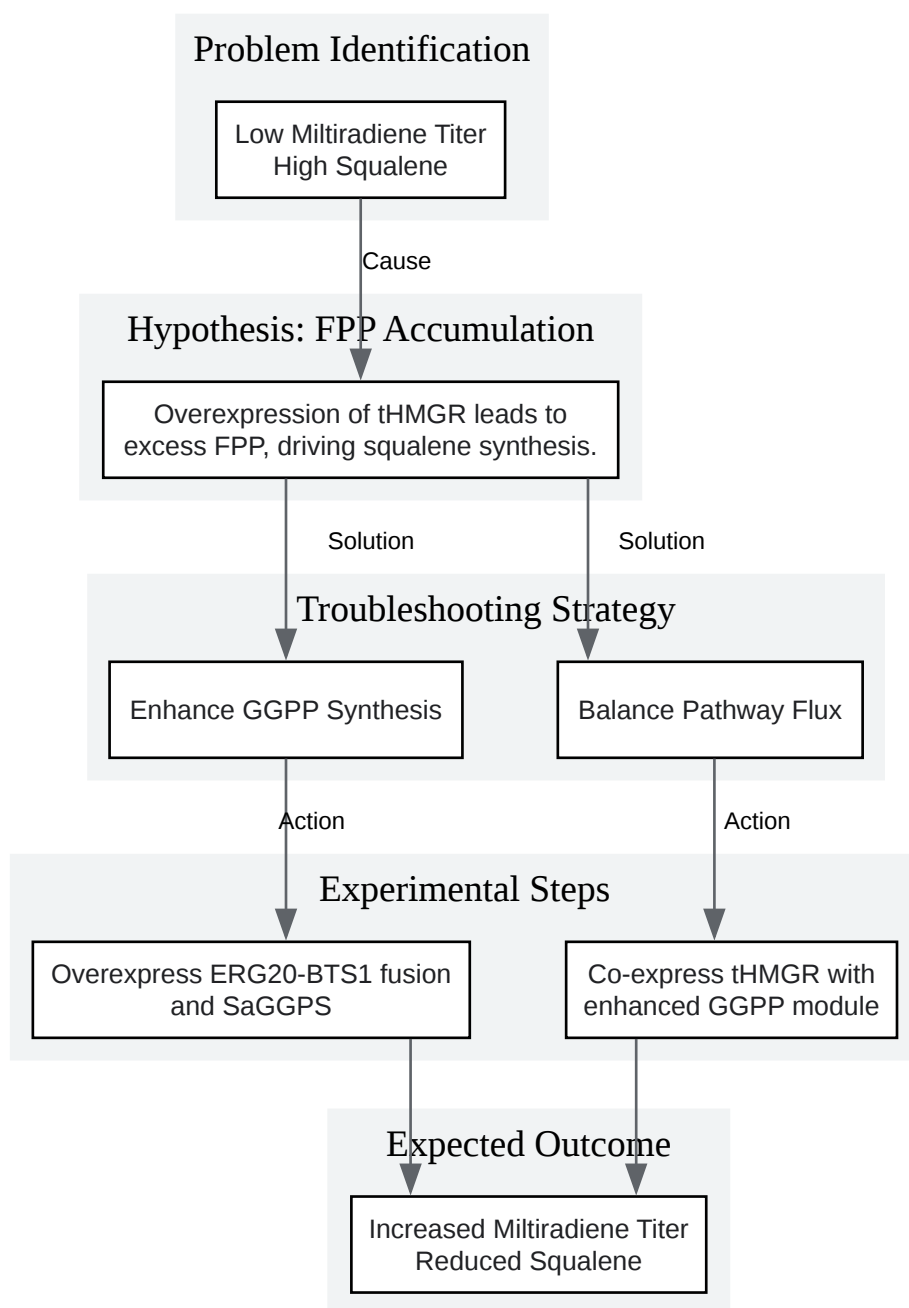 Problem Identification
Low Miltiradiene Titer
High Squalene
Cause
Hypothesis: FPP Accumulation
Overexpression of tHMGR leads to
excess FPP, driving squalene synthesis.
Solution
Solution
Troubleshooting Strategy
Enhance GGPP Synthesis
Balance Pathway Flux
Action
Action
Experimental Steps
Overexpress ERG20-BTS1 fusion
and SaGGPS
Co-express tHMGR with
enhanced GGPP module
Expected Outcome
Increased Miltiradiene Titer
Reduced Squalene